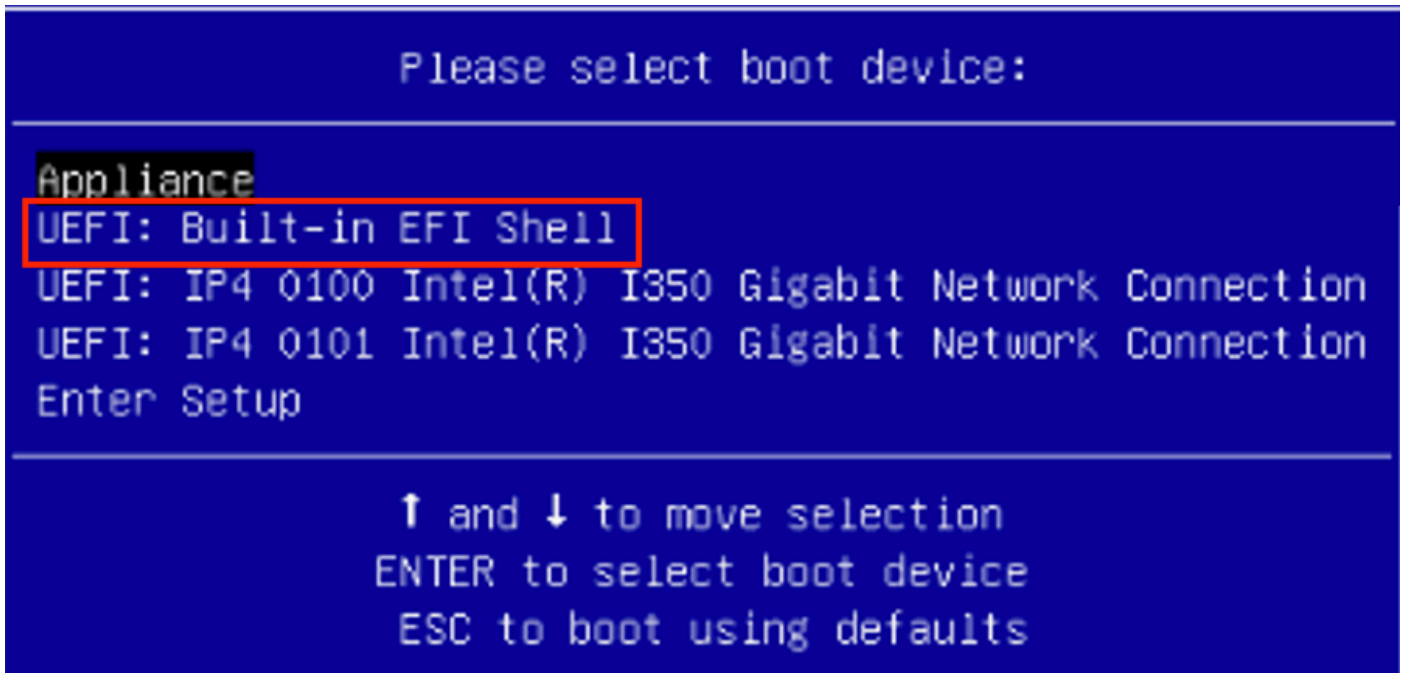 Please select boot device:
Appliance
UEFI: Built-in EFI Shell
UEFI: IP4 0100 Intel(R) I350 Gigabit Network Connection
UEFI: IP4 0101 Intel(R) I350 Gigabit Network Connection
Enter Setup
↑ and ↓ to move selection
ENTER to select boot device
ESC to boot using defaults